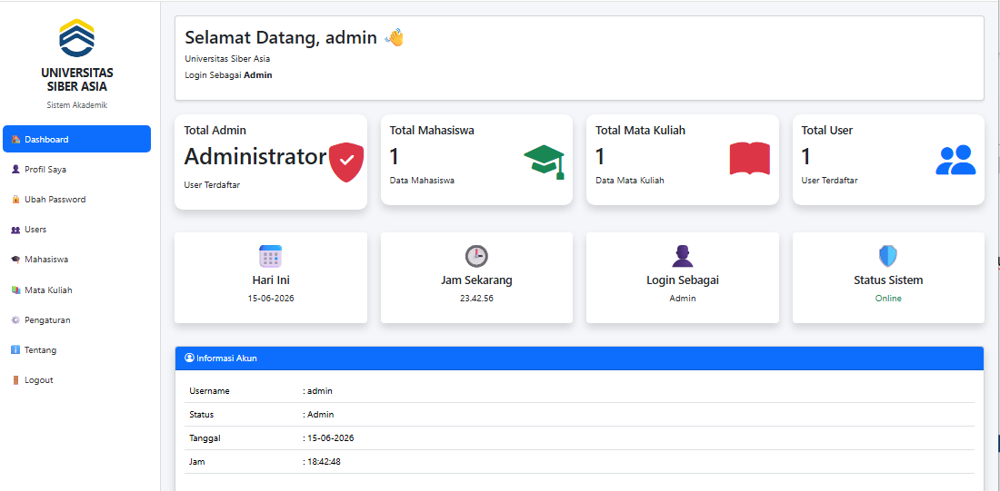 UNIVERSITAS
SIBER ASIA
Sistem Akademik
Dashboard
Profil Saya
Ubah Password
Users
Mahasiswa
Mata Kuliah
Pengaturan
Tentang
Logout
Selamat Datang, admin 👋
Universitas Siber Asia
Login Sebagai Admin
Total Admin
Administrator
User Terdaftar
Total Mahasiswa
1
Data Mahasiswa
Total Mata Kuliah
1
Data Mata Kuliah
Total User
1
User Terdaftar
Hari Ini
15-06-2026
Jam Sekarang
23.42.56
Login Sebagai
Admin
Status Sistem
Online
Informasi Akun
Username : admin
Status : Admin
Tanggal : 15-06-2026
Jam : 18:42:48